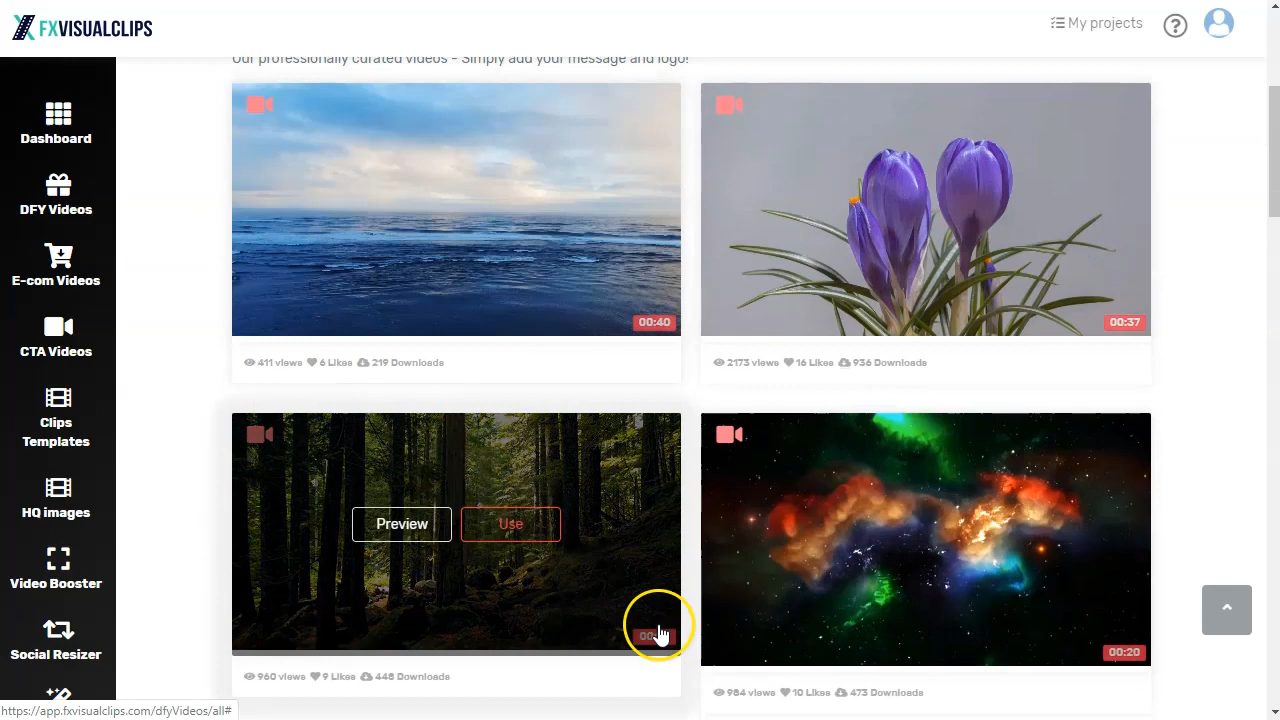 FXVISUALCLIPS
My projects
?
Our professionally curated videos - Simply add your message and logo!
Dashboard
DFY Videos
E-com Videos
CTA Videos
Clips
Templates
HQ images
Video Booster
Social Resizer
00:40
00:37
411 views 6 Likes 219 Downloads
2173 views 16 Likes 936 Downloads
Preview
Use
00:20
960 views 9 Likes 448 Downloads
984 views 10 Likes 473 Downloads
https://app.fxvisualclips.com/dfyVideos/all#